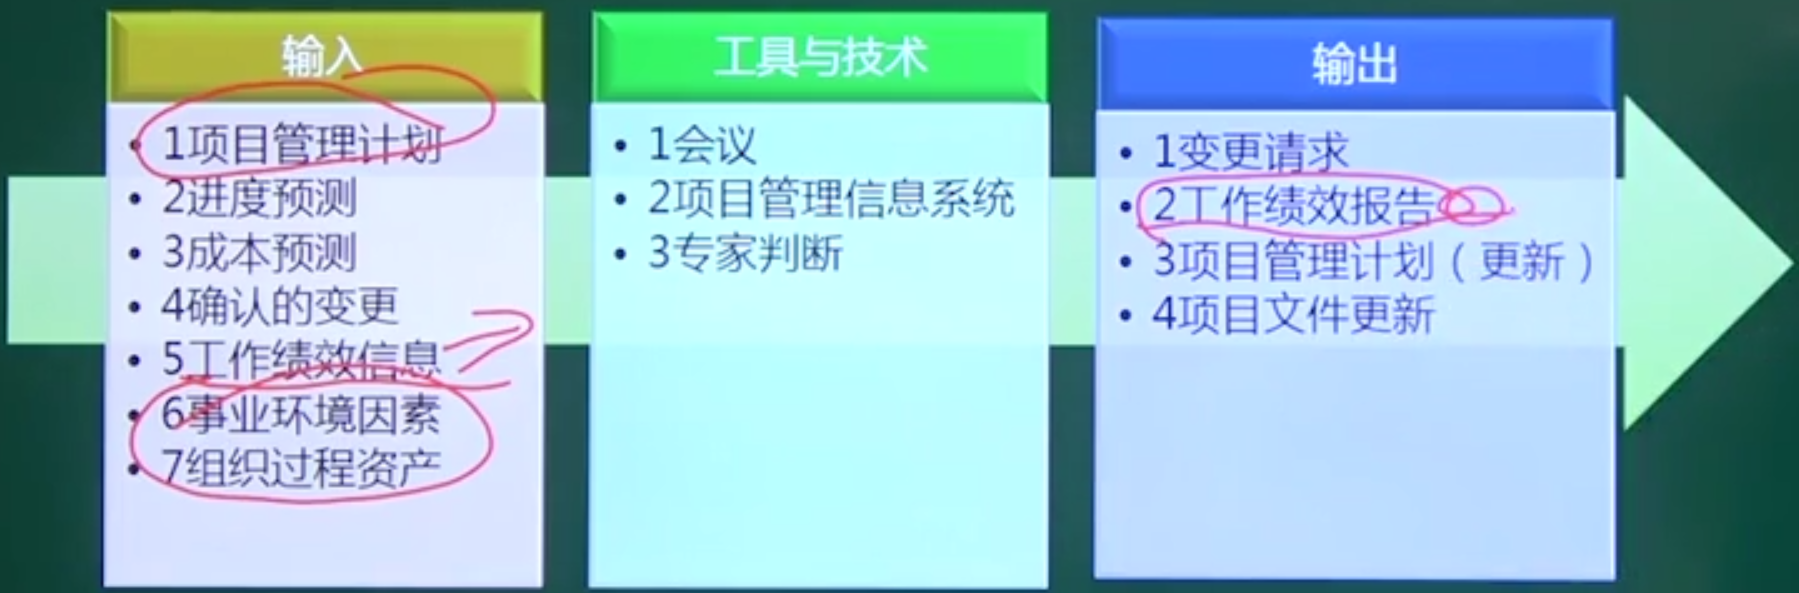 输入
1项目管理计划
2进度预测
3成本预测
4确认的变更
5工作绩效信息
6事业环境因素
7组织过程资产
工具与技术
1会议
2项目管理信息系统
3专家判断
输出
1变更请求
2工作绩效报告
3项目管理计划（更新）
4项目文件更新